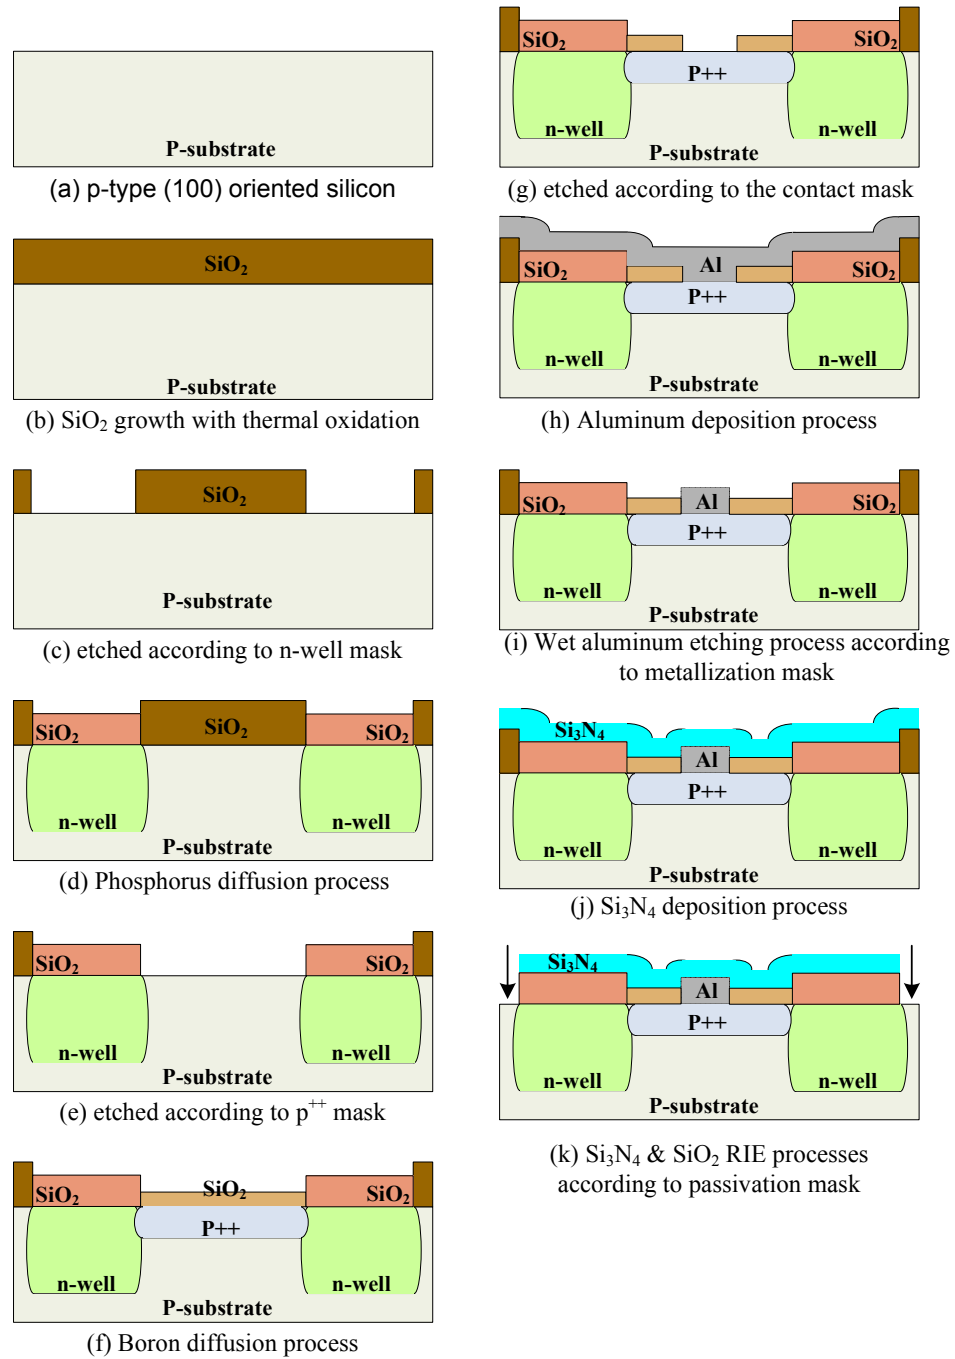 P-substrate
(a) p-type (100) oriented silicon
SiO₂
P-substrate
(b) SiO₂ growth with thermal oxidation
SiO₂
P-substrate
(c) etched according to n-well mask
SiO₂ SiO₂ SiO₂
n-well n-well
P-substrate
(d) Phosphorus diffusion process
SiO₂ SiO₂
n-well n-well
P-substrate
(e) etched according to p⁺⁺ mask
SiO₂ SiO₂ SiO₂
P++
n-well n-well
P-substrate
(f) Boron diffusion process
SiO₂ SiO₂
P++
n-well n-well
P-substrate
(g) etched according to the contact mask
SiO₂ Al SiO₂
P++
n-well n-well
P-substrate
(h) Aluminum deposition process
SiO₂ Al SiO₂
P++
n-well n-well
P-substrate
(i) Wet aluminum etching process according
to metallization mask
Si₃N₄
Al
P++
n-well n-well
P-substrate
(j) Si₃N₄ deposition process
Si₃N₄
Al
P++
n-well n-well
P-substrate
(k) Si₃N₄ & SiO₂ RIE processes
according to passivation mask